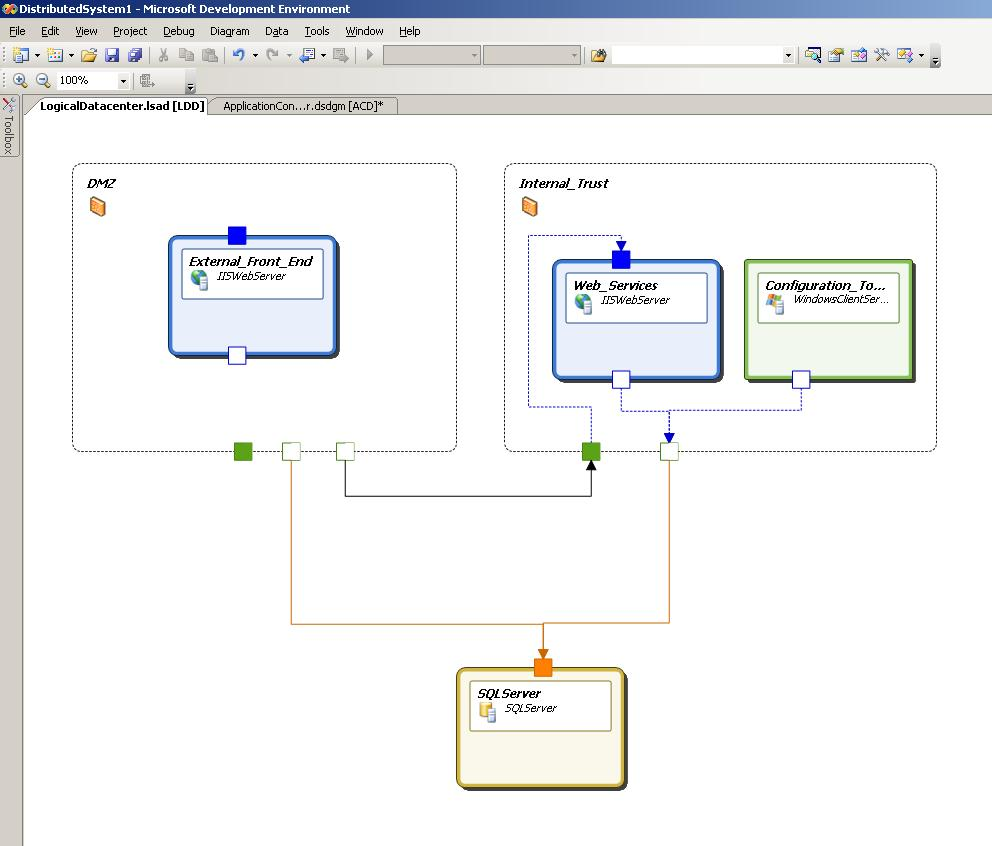 DistributedSystem1 - Microsoft Development Environment
File Edit View Project Debug Diagram Data Tools Window Help
100%
LogicalDatacenter.lsad [LDD] ApplicationCon...r.dsdgm [ACD]*
Toolbox
DMZ
External_Front_End
IISWebServer
Internal_Trust
Web_Services
IISWebServer
Configuration_To...
WindowsClientSer...
SQLServer
SQLServer